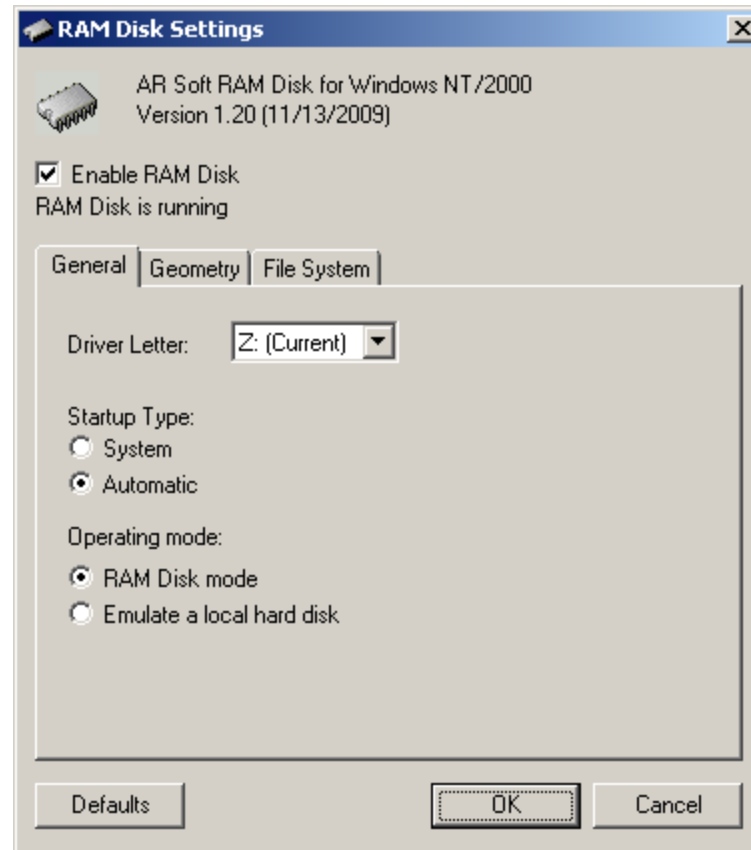 RAM Disk Settings
AR Soft RAM Disk for Windows NT/2000
Version 1.20 (11/13/2009)
Enable RAM Disk
RAM Disk is running
General Geometry File System
Driver Letter: Z: (Current)
Startup Type:
System
Automatic
Operating mode:
RAM Disk mode
Emulate a local hard disk
Defaults OK Cancel